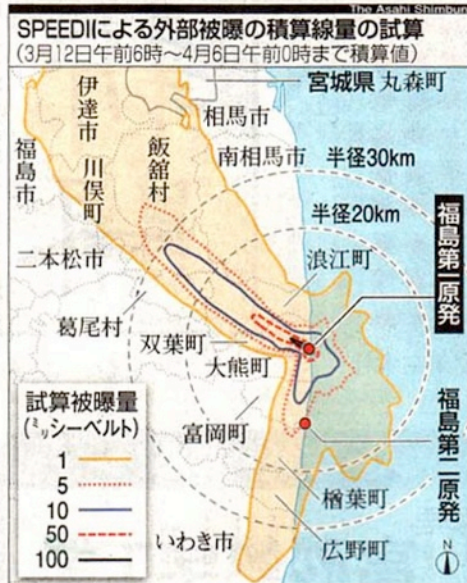 The Asahi Shimbun
SPEEDIによる外部被曝の積算線量の試算
(3月12日午前6時〜4月6日午前0時まで積算値)
宮城県 丸森町
伊達市
相馬市
福島市
川俣町
飯舘村
南相馬市
半径30km
半径20km
福島第一原発
二本松市
浪江町
葛尾村
双葉町
大熊町
福島第二原発
富岡町
試算被曝量
(ミリシーベルト)
1
5
10
50
100
楢葉町
いわき市
広野町
N